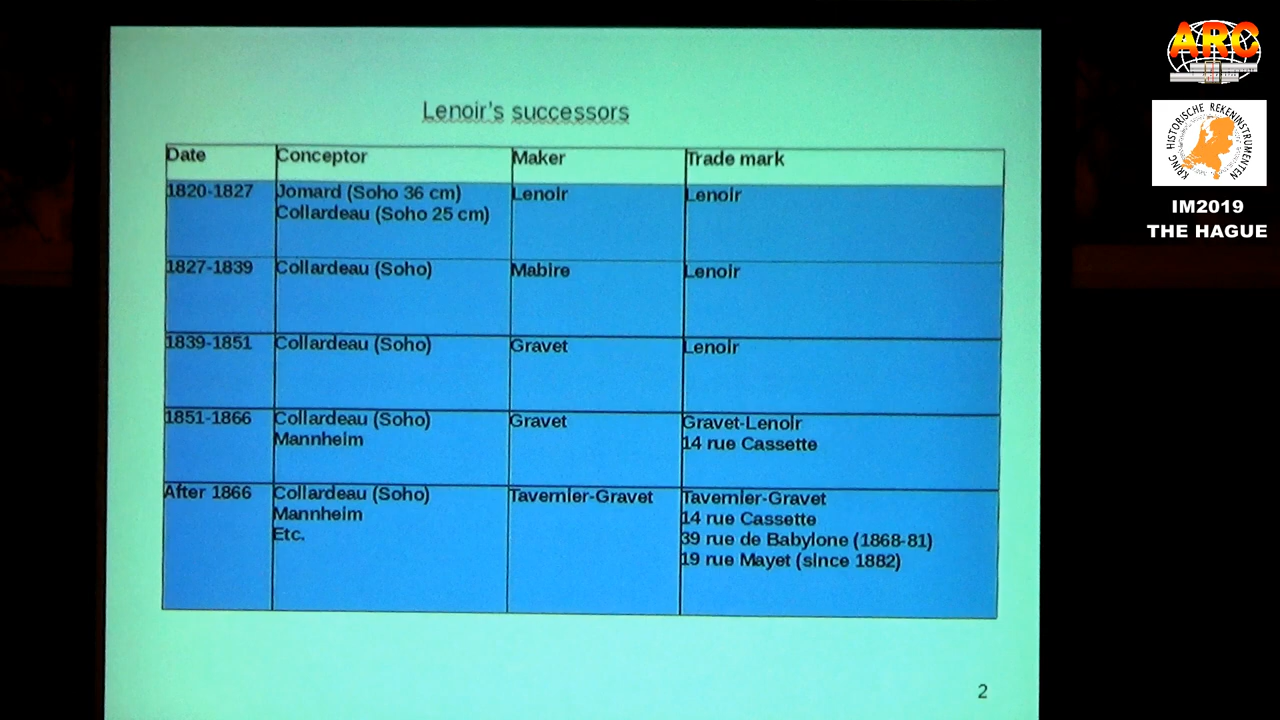 Lenoir's successors
Date Conceptor Maker Trade mark
1820-1827 Jomard (Soho 36 cm) Lenoir Lenoir
Collardeau (Soho 25 cm)
1827-1839 Collardeau (Soho) Mabire Lenoir
1839-1851 Collardeau (Soho) Gravet Lenoir
1851-1866 Collardeau (Soho) Gravet Gravet-Lenoir
Mannheim 14 rue Cassette
After 1866 Collardeau (Soho) Tavernier-Gravet Tavernier-Gravet
Mannheim 14 rue Cassette
Etc. 39 rue de Babylone (1868-81)
19 rue Mayet (since 1882)
2
ARC
KRING HISTORISCHE REKENINSTRUMENTEN
IM2019
THE HAGUE